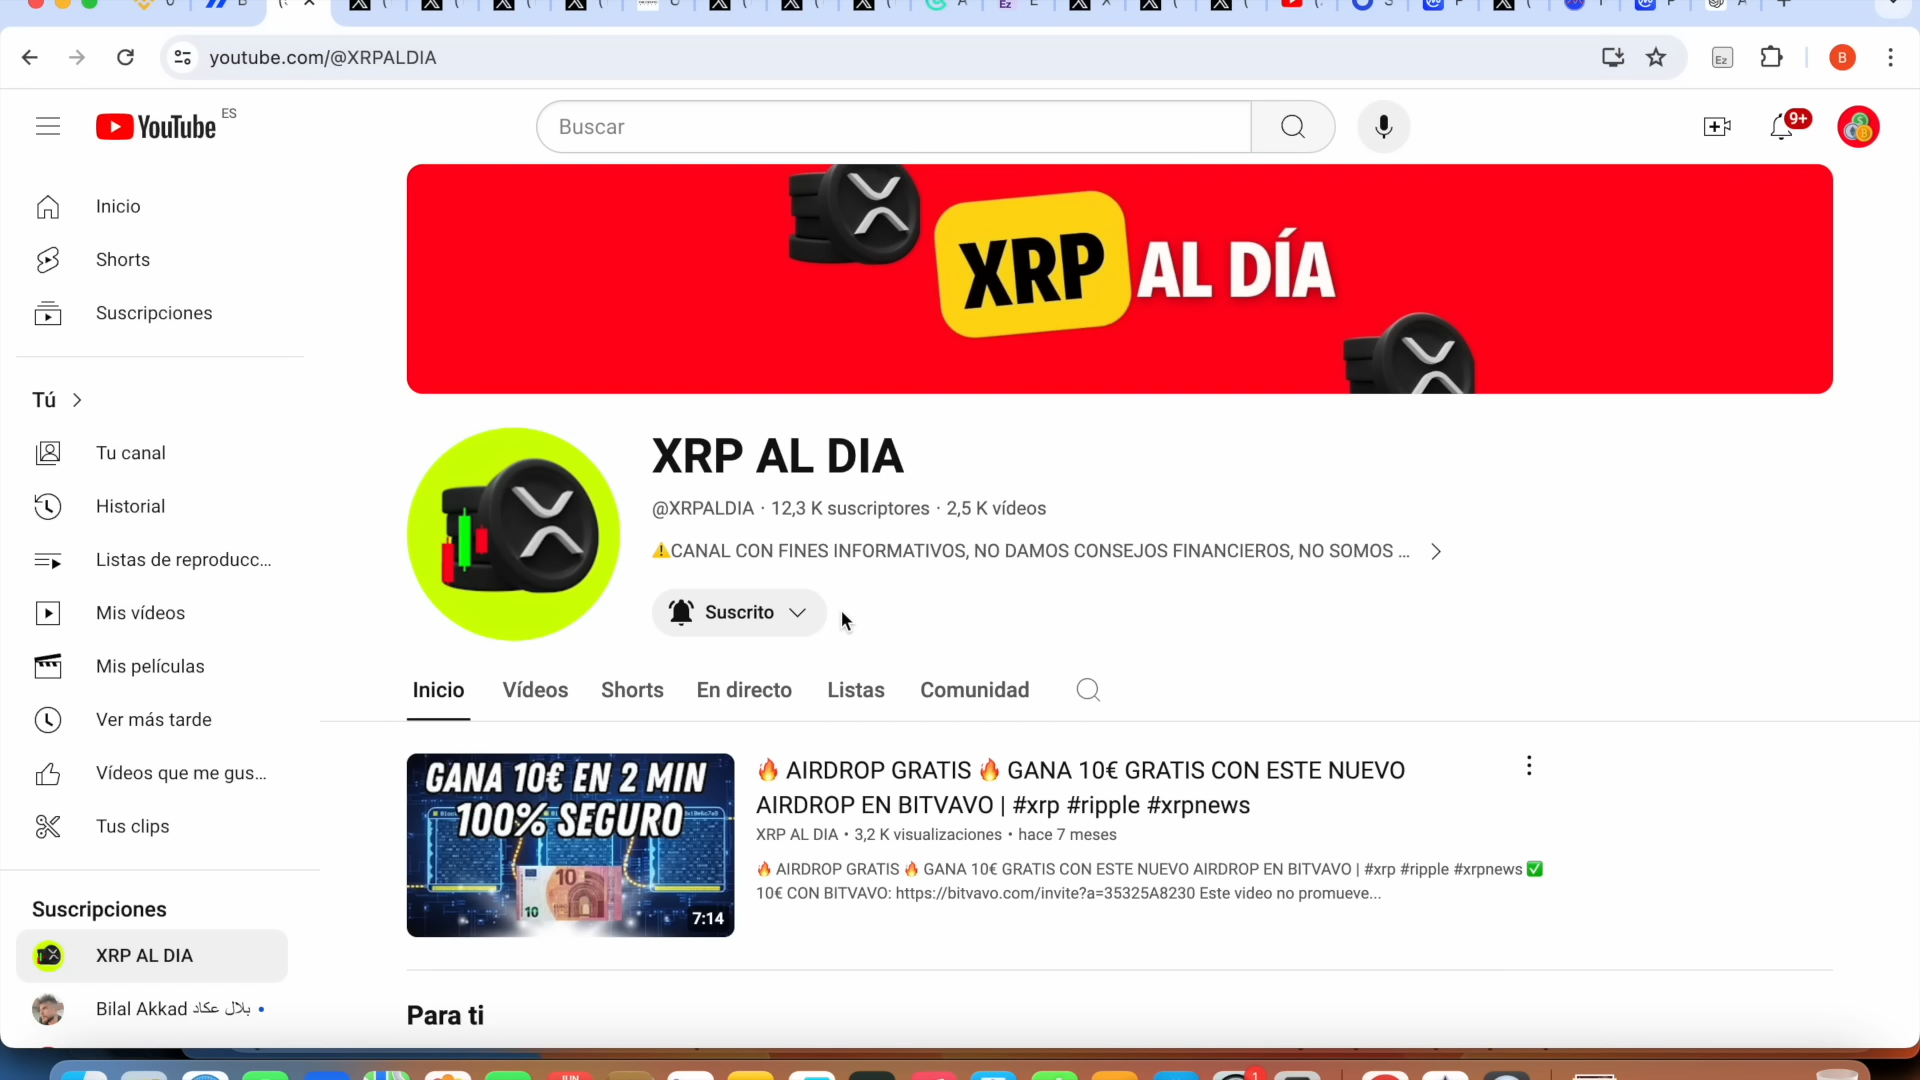 youtube.com/@XRPALDIA
Ez
B
YouTube ES
Buscar
9+
Inicio
Shorts
Suscripciones
Tú
Tu canal
Historial
Listas de reproducc...
Mis vídeos
Mis películas
Ver más tarde
Vídeos que me gus...
Tus clips
Suscripciones
XRP AL DIA
Bilal Akkad بلال عكاد
XRP AL DÍA
XRP AL DIA
@XRPALDIA · 12,3 K suscriptores · 2,5 K vídeos
⚠️CANAL CON FINES INFORMATIVOS, NO DAMOS CONSEJOS FINANCIEROS, NO SOMOS ...
Suscrito
Inicio Vídeos Shorts En directo Listas Comunidad
GANA 10€ EN 2 MIN
100% SEGURO
10
10
7:14
🔥 AIRDROP GRATIS 🔥 GANA 10€ GRATIS CON ESTE NUEVO
AIRDROP EN BITVAVO | #xrp #ripple #xrpnews
XRP AL DIA • 3,2 K visualizaciones • hace 7 meses
🔥 AIRDROP GRATIS 🔥 GANA 10€ GRATIS CON ESTE NUEVO AIRDROP EN BITVAVO | #xrp #ripple #xrpnews ✅
10€ CON BITVAVO: https://bitvavo.com/invite?a=35325A8230 Este video no promueve...
Para ti
JUN
1